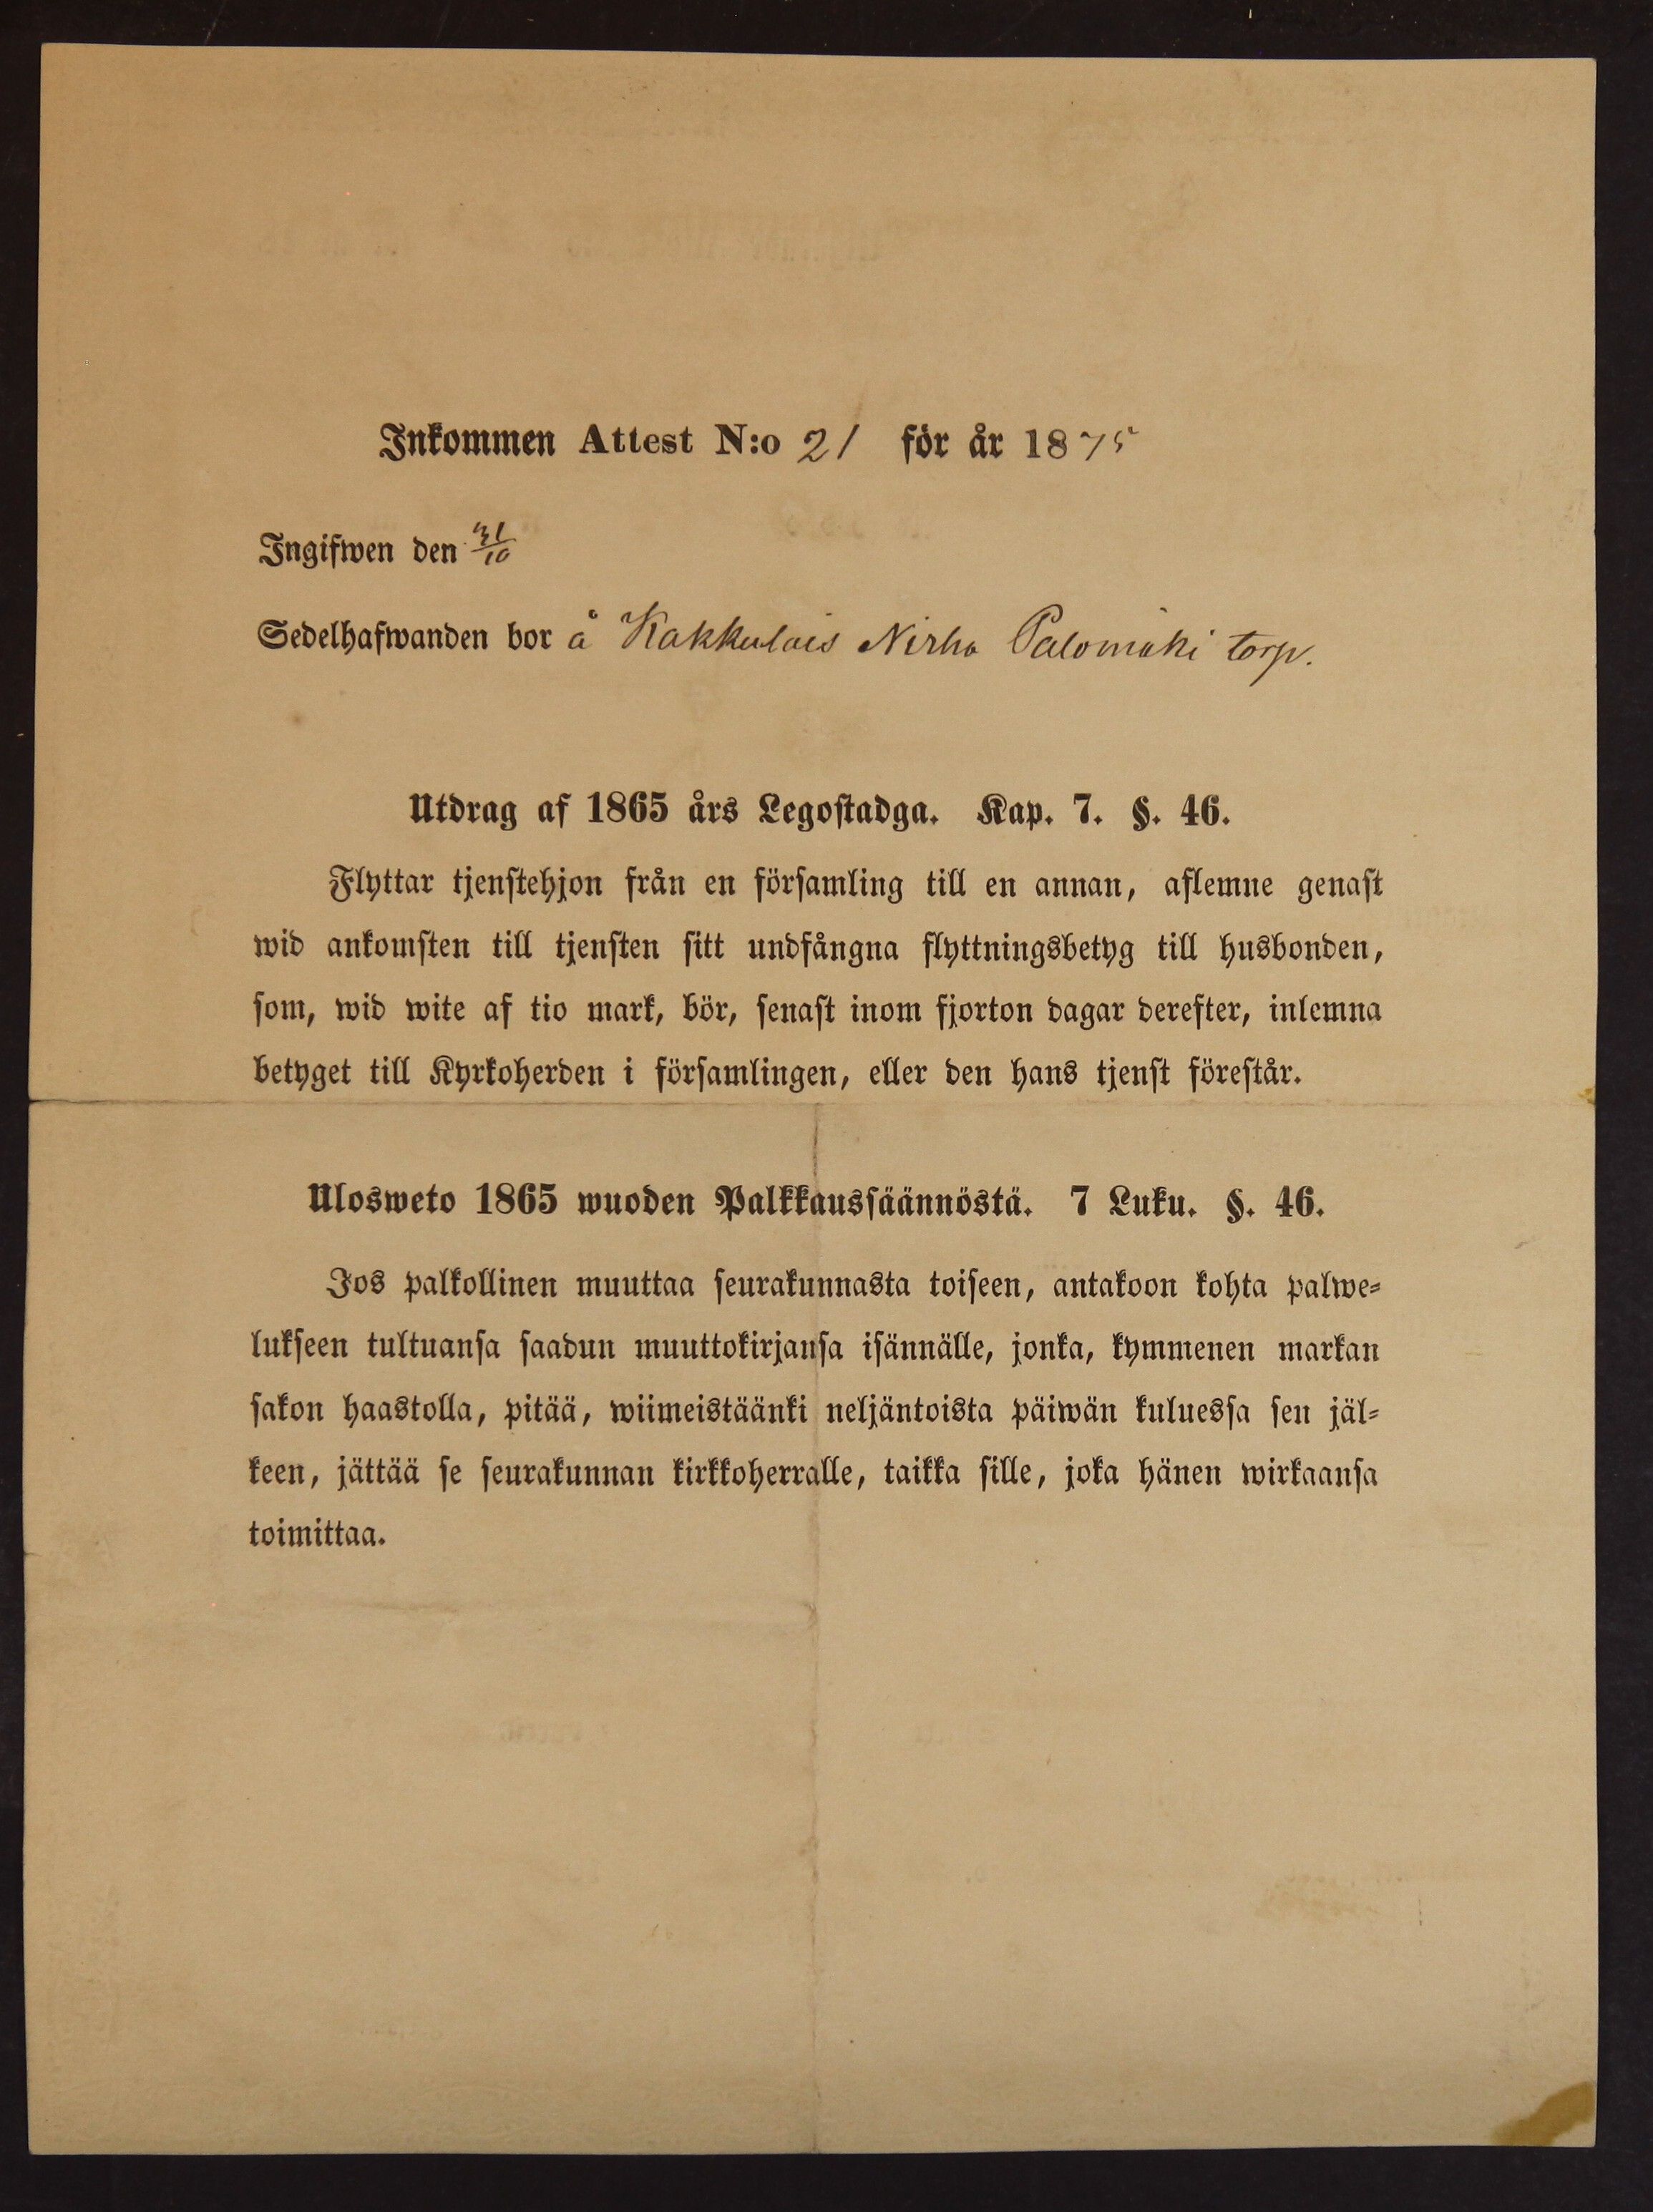 Inkommen Attest N:o 21 för år 1875
Ingifwen den 31/10
Sedelhafwanden bor å Kakkulais Nirha Palomäki torp.
Utdrag af 1865 års Legostadga. Kap. 7. §. 46.
Flyttar tjenstehjon från en församling till en annan, aflemne genast
wid ankomsten till tjensten sitt undfångna flyttningsbetyg till husbonden,
som, wid wite af tio mark, bör, senast inom fjorton dagar derefter, inlemna
betyget till Kyrkoherden i församlingen, eller den hans tjenst förestår.
Ulosweto 1865 wuoden Palkkaussäännöstä. 7 Luku. §. 46.
Jos palkollinen muuttaa seurakunnasta toiseen, antakoon kohta palwe-
lukseen tultuansa saadun muuttokirjansa isännälle, jonka, kymmenen markan
sakon haastolla, pitää, wiimeistäänki neljäntoista päiwän kuluessa sen jäl-
keen, jättää se seurakunnan kirkkoherralle, taikka sille, joka hänen wirkaansa
toimittaa.